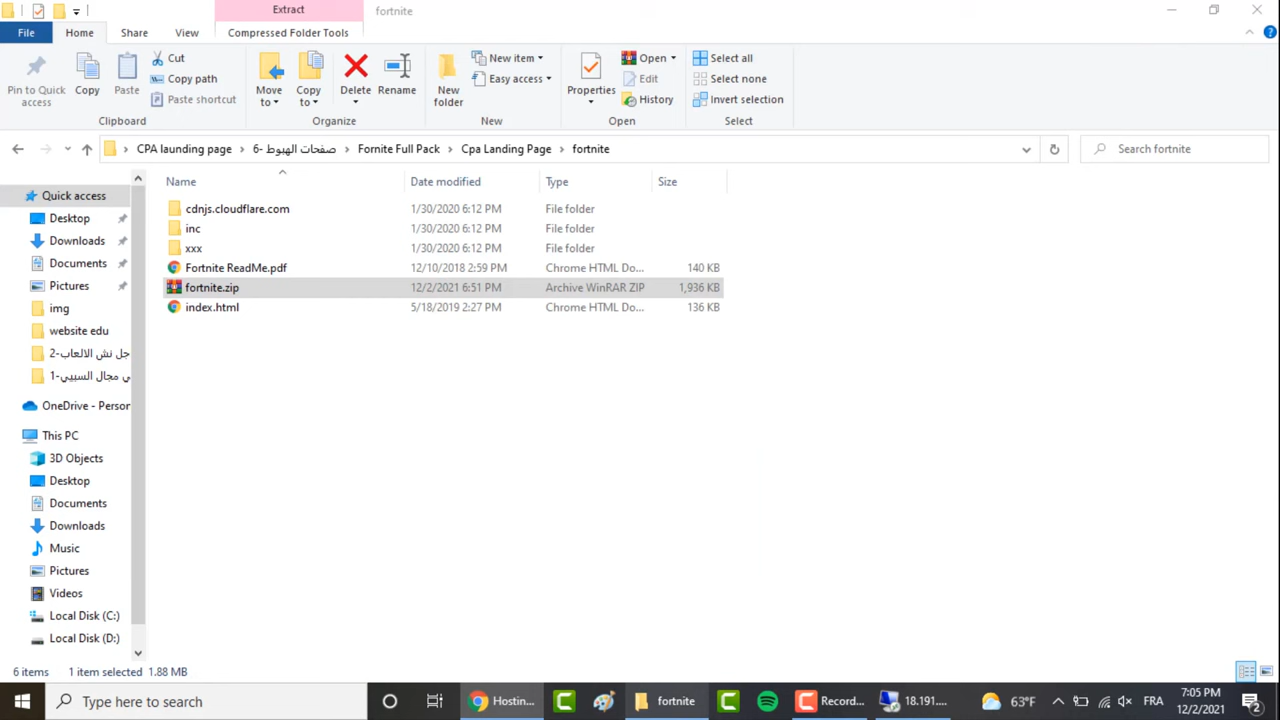 Extract
fortnite
File
Home
Share
View
Compressed Folder Tools
Pin to Quick access
Copy
Paste
Cut
Copy path
Paste shortcut
Move to
Copy to
Delete
Rename
New folder
New item
Easy access
Properties
Open
Edit
History
Select all
Select none
Invert selection
Clipboard
Organize
New
Open
Select
CPA launding page
6- صفحات الهبوط
Fornite Full Pack
Cpa Landing Page
fortnite
Search fortnite
Name
Date modified
Type
Size
cdnjs.cloudflare.com 1/30/2020 6:12 PM File folder
inc 1/30/2020 6:12 PM File folder
xxx 1/30/2020 6:12 PM File folder
Fortnite ReadMe.pdf 12/10/2018 2:59 PM Chrome HTML Do... 140 KB
fortnite.zip 12/2/2021 6:51 PM Archive WinRAR ZIP 1,936 KB
index.html 5/18/2019 2:27 PM Chrome HTML Do... 136 KB
Quick access
Desktop
Downloads
Documents
Pictures
img
website edu
2-جل نش الالعاب
1-ي مجال السيبي
OneDrive - Person
This PC
3D Objects
Desktop
Documents
Downloads
Music
Pictures
Videos
Local Disk (C:)
Local Disk (D:)
6 items
1 item selected 1.88 MB
Type here to search
Hostin...
fortnite
Record...
18.191....
63°F
FRA
7:05 PM
12/2/2021
2